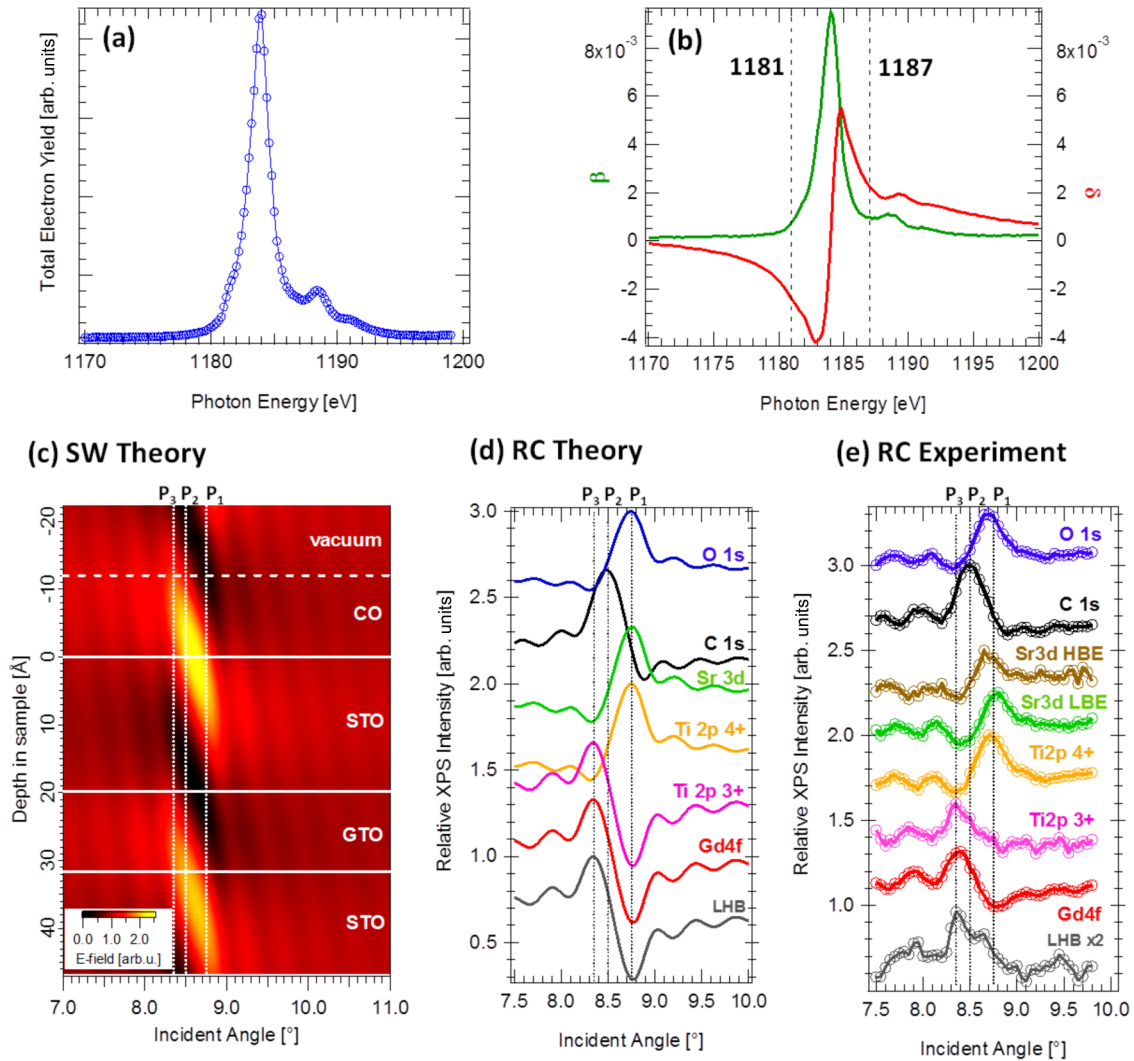 (a)
Total Electron Yield [arb. units]
1170
1180
1190
1200
Photon Energy [eV]
(b)
8x10⁻³
6
4
2
0
-2
-4
β
1181
1187
8x10⁻³
6
4
2
0
-2
-4
δ
1170
1175
1180
1185
1190
1195
1200
Photon Energy [eV]
(c) SW Theory
P₃ P₂ P₁
Depth in sample [Å]
-20
-10
0
10
20
30
40
vacuum
CO
STO
GTO
STO
0.0 1.0 2.0
E-field [arb.u.]
7.0
8.0
9.0
10.0
11.0
Incident Angle [°]
(d) RC Theory
P₃ P₂ P₁
Relative XPS Intensity [arb. units]
3.0
2.5
2.0
1.5
1.0
0.5
O 1s
C 1s
Sr 3d
Ti 2p 4+
Ti 2p 3+
Gd4f
LHB
7.5
8.0
8.5
9.0
9.5
10.0
Incident Angle [°]
(e) RC Experiment
P₃ P₂ P₁
Relative XPS Intensity [arb. units]
3.0
2.5
2.0
1.5
1.0
O 1s
C 1s
Sr3d HBE
Sr3d LBE
Ti2p 4+
Ti2p 3+
Gd4f
LHB x2
7.5
8.0
8.5
9.0
9.5
10.0
Incident Angle [°]